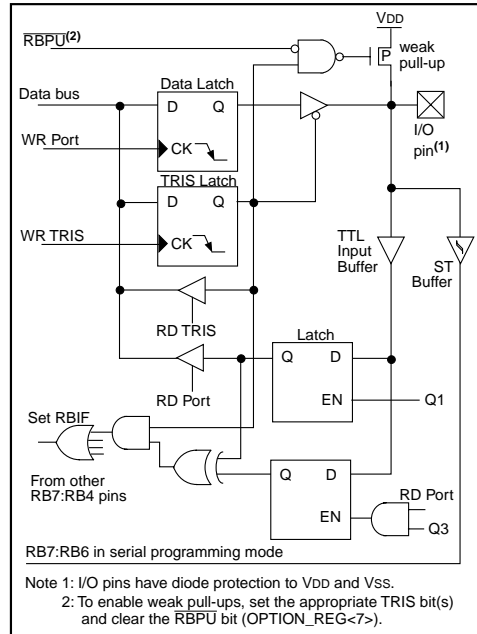 VDD
RBPU(2)
P weak
pull-up
Data Latch
Data bus
D Q
WR Port
CK
I/O
pin(1)
TRIS Latch
D Q
WR TRIS
CK
TTL
Input
Buffer
ST
Buffer
RD TRIS
Latch
Q D
RD Port
EN
Q1
Set RBIF
From other
RB7:RB4 pins
Q D
RD Port
EN
Q3
RB7:RB6 in serial programming mode
Note 1: I/O pins have diode protection to VDD and VSS.
2: To enable weak pull-ups, set the appropriate TRIS bit(s)
and clear the RBPU bit (OPTION_REG<7>).